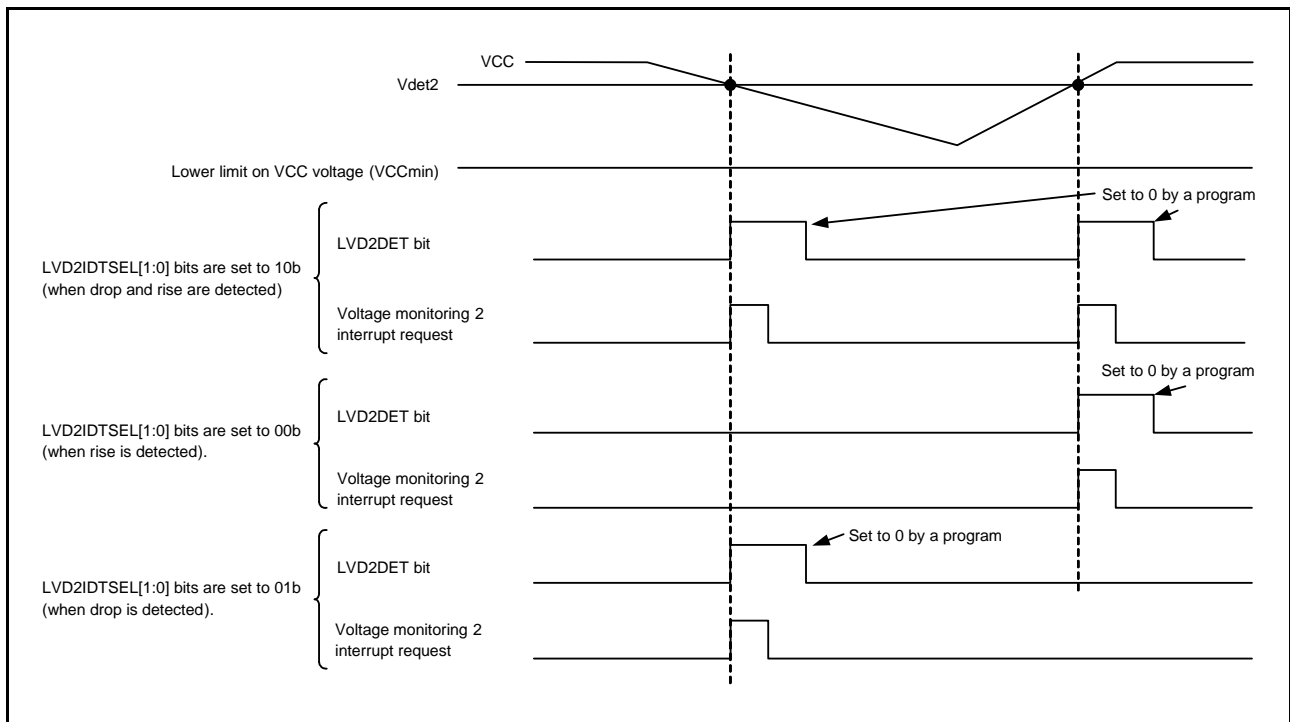 VCC
Vdet2
Lower limit on VCC voltage (VCCmin)
Set to 0 by a program
LVD2DET bit
LVD2IDTSEL[1:0] bits are set to 10b
(when drop and rise are detected)
Voltage monitoring 2
interrupt request
Set to 0 by a program
LVD2DET bit
LVD2IDTSEL[1:0] bits are set to 00b
(when rise is detected).
Voltage monitoring 2
interrupt request
Set to 0 by a program
LVD2DET bit
LVD2IDTSEL[1:0] bits are set to 01b
(when drop is detected).
Voltage monitoring 2
interrupt request